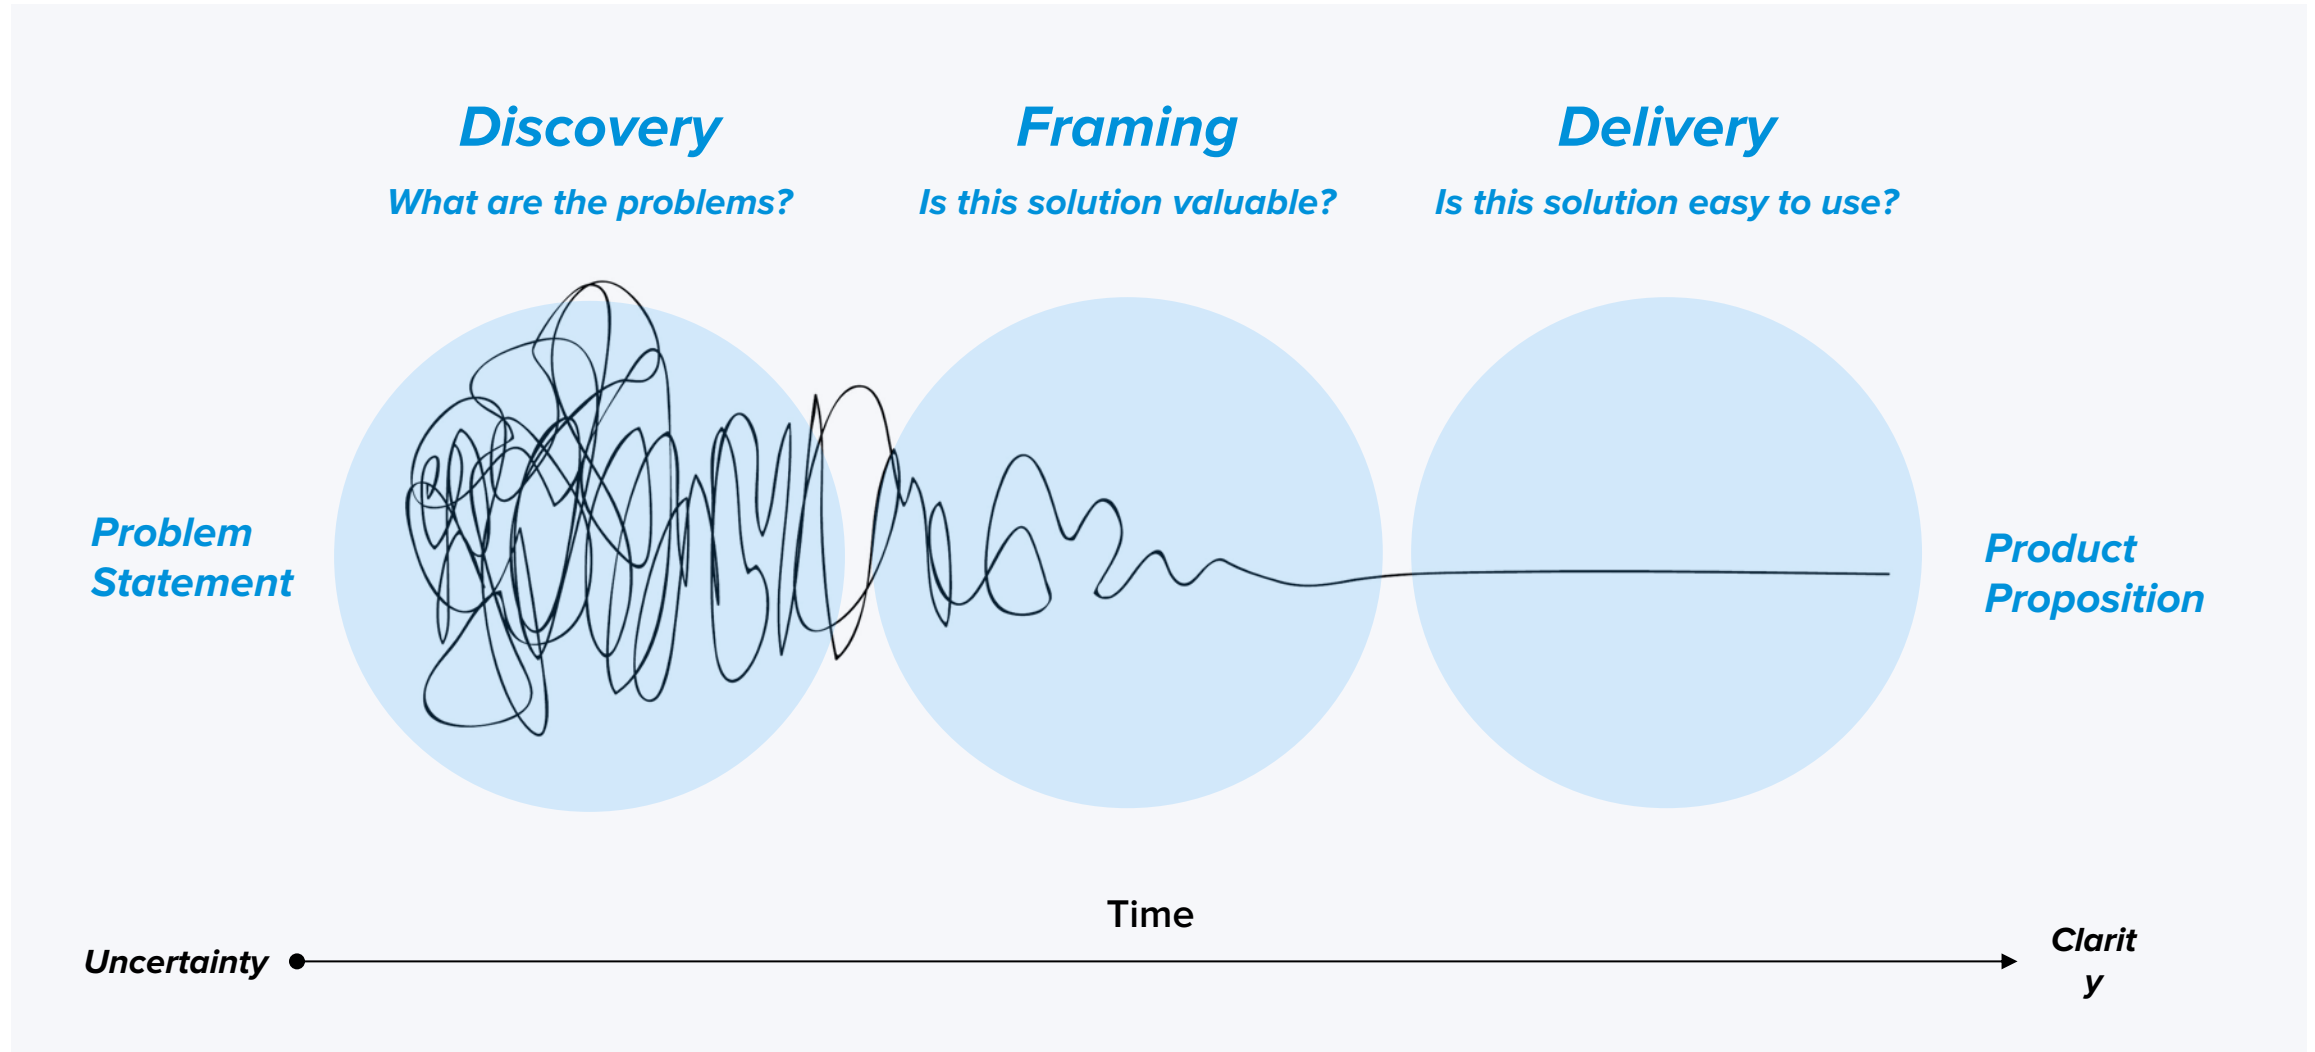 Discovery
Framing
Delivery
What are the problems?
Is this solution valuable?
Is this solution easy to use?
Problem
Statement
Product
Proposition
Time
Uncertainty
Clarit
y